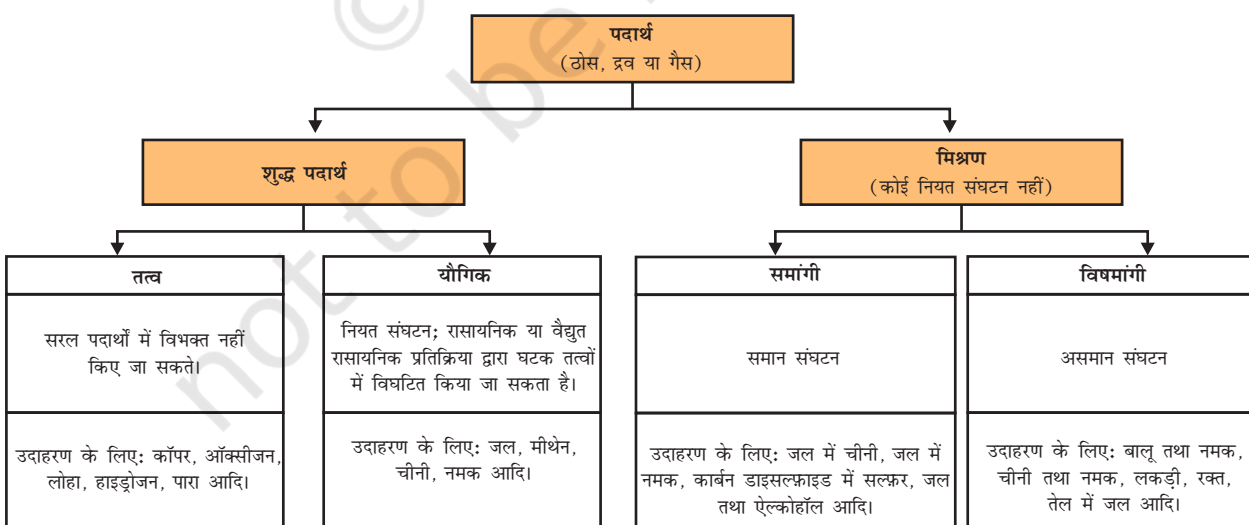 पदार्थ
(ठोस, द्रव या गैस)
शुद्ध पदार्थ
मिश्रण
(कोई नियत संघटन नहीं)
तत्व
सरल पदार्थों में विभक्त नहीं
किए जा सकते।
उदाहरण के लिए: कॉपर, ऑक्सीजन,
लोहा, हाइड्रोजन, पारा आदि।
यौगिक
नियत संघटन; रासायनिक या वैद्युत
रासायनिक प्रतिक्रिया द्वारा घटक तत्वों
में विघटित किया जा सकता है।
उदाहरण के लिए: जल, मीथेन,
चीनी, नमक आदि।
समांगी
समान संघटन
उदाहरण के लिए: जल में चीनी, जल में
नमक, कार्बन डाइसल्फ़ाइड में सल्फ़र, जल
तथा ऐल्कोहॉल आदि।
विषमांगी
असमान संघटन
उदाहरण के लिए: बालू तथा नमक,
चीनी तथा नमक, लकड़ी, रक्त,
तेल में जल आदि।
©
not to be